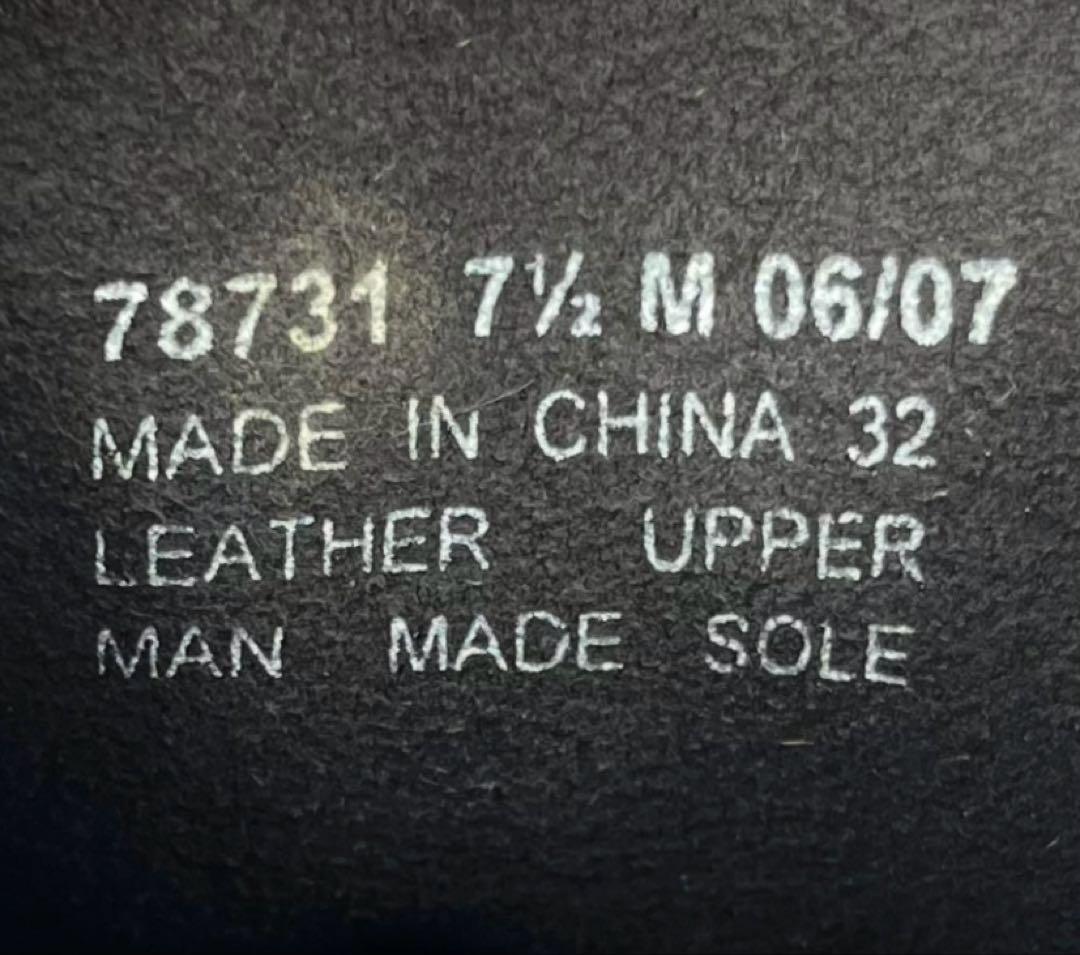 78731 7½ M 06/07
MADE IN CHINA 32
LEATHER UPPER
MAN MADE SOLE